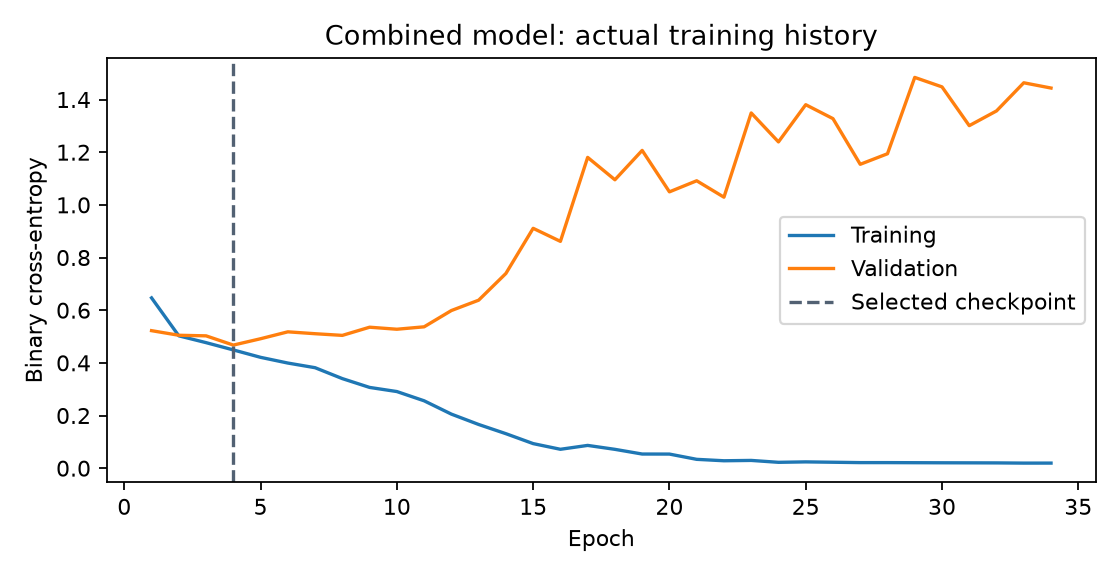 Combined model: actual training history
Binary cross-entropy
1.4
1.2
1.0
0.8
0.6
0.4
0.2
0.0
Training
Validation
Selected checkpoint
0 5 10 15 20 25 30 35
Epoch